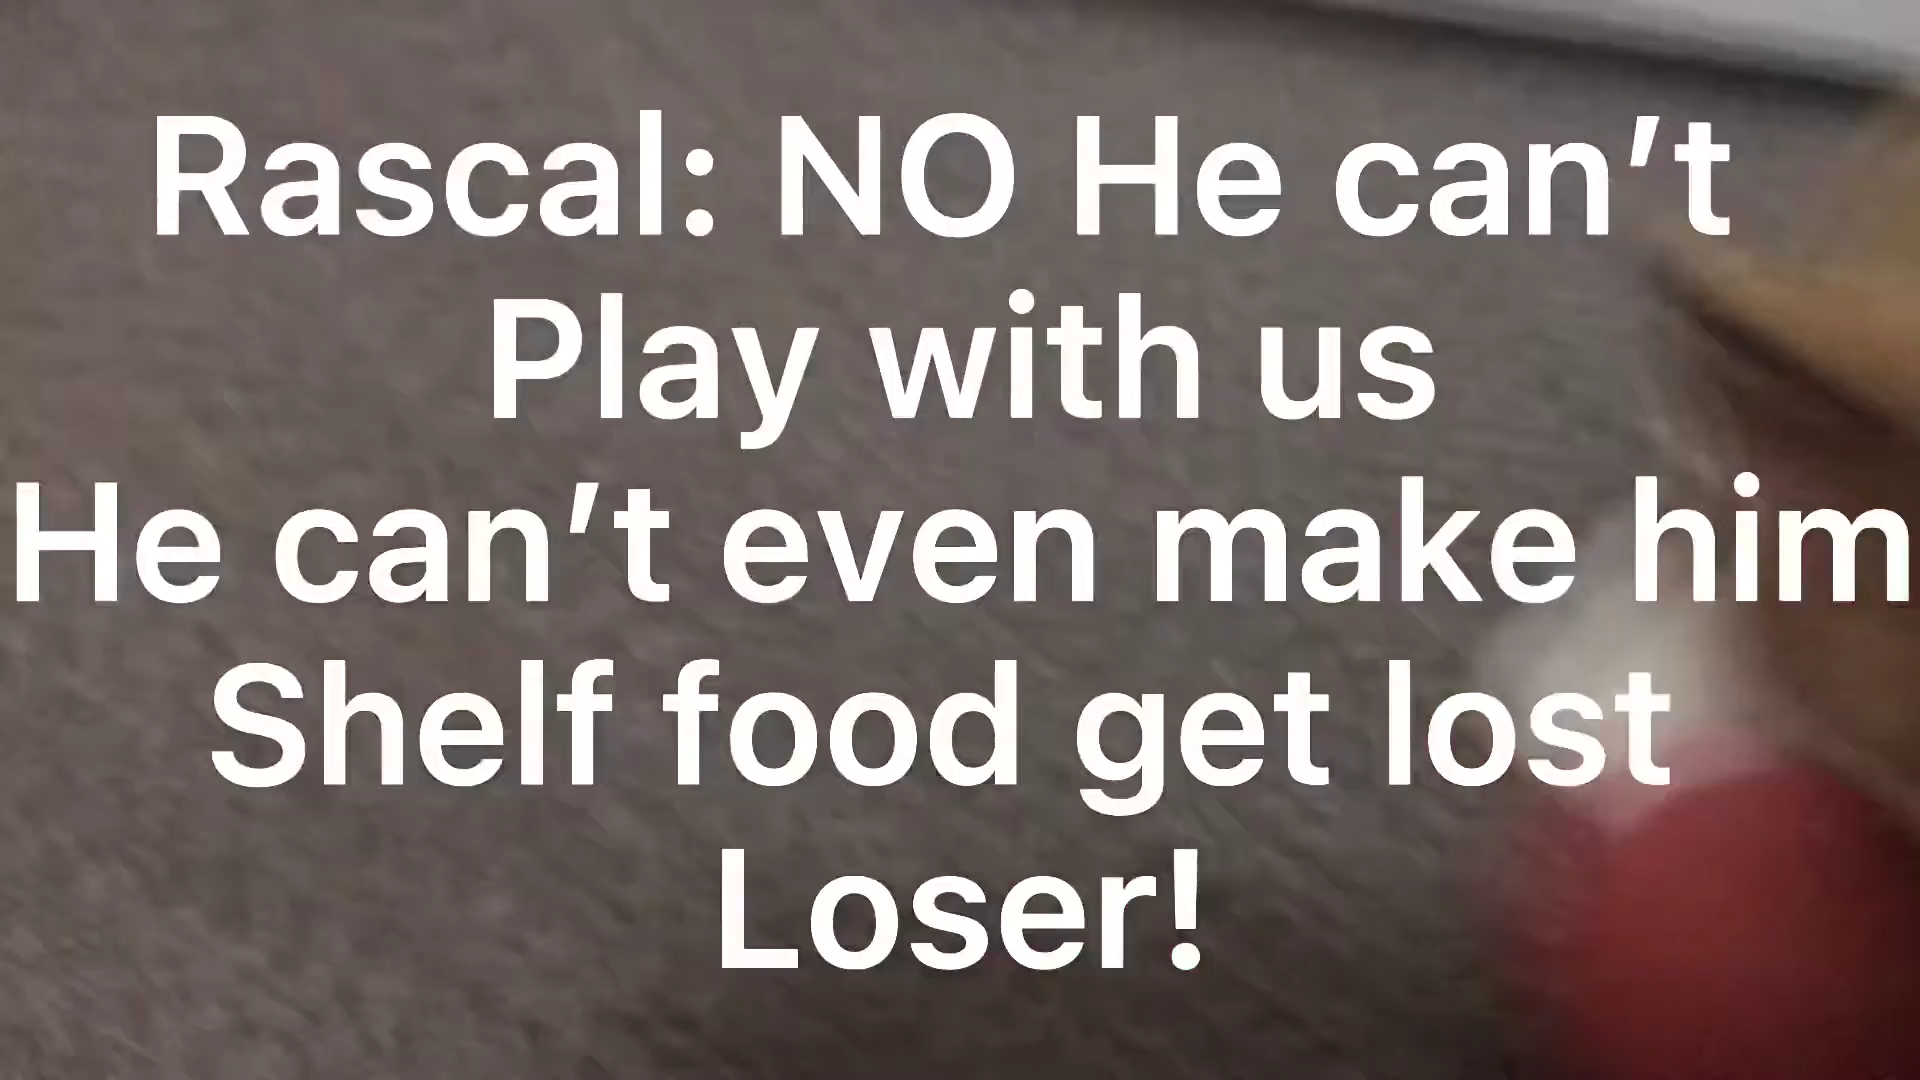 Rascal: NO He can’t
Play with us
He can’t even make him
Shelf food get lost
Loser!